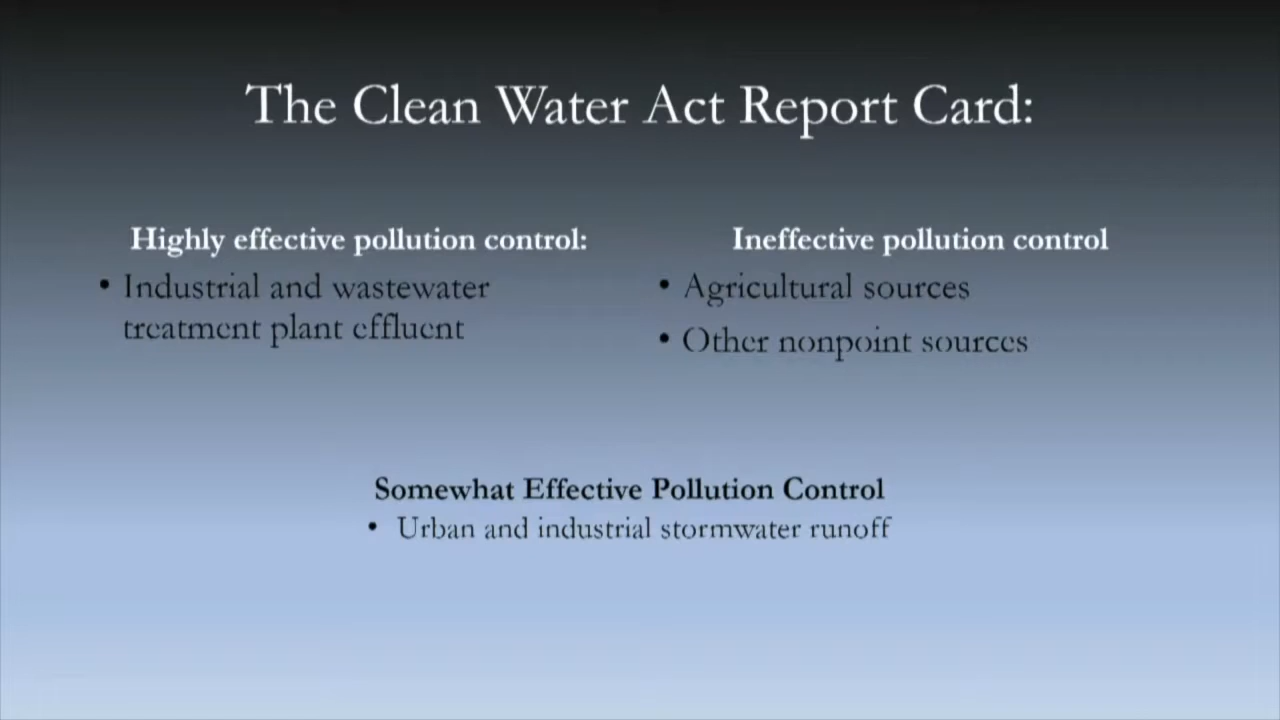 The Clean Water Act Report Card:
Highly effective pollution control:
• Industrial and wastewater
treatment plant effluent
Ineffective pollution control
• Agricultural sources
• Other nonpoint sources
Somewhat Effective Pollution Control
• Urban and industrial stormwater runoff